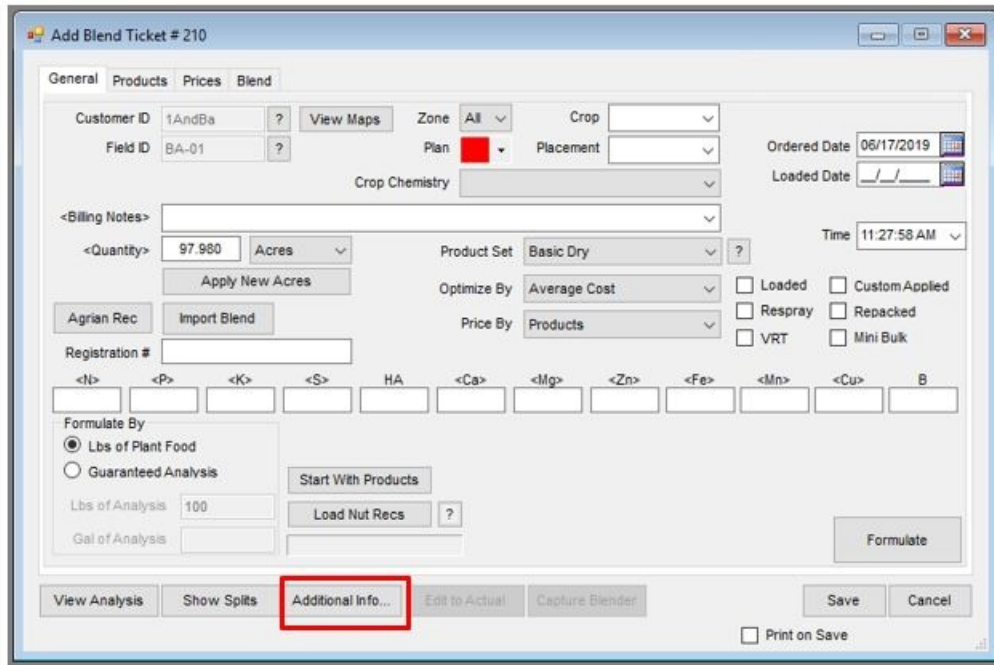 Add Blend Ticket # 210
General Products Prices Blend
Customer ID 1AndBa ? View Maps Zone All Crop
Field ID BA-01 ? Plan Placement Ordered Date 06/17/2019
Crop Chemistry Loaded Date __/__/____
<Billing Notes>
<Quantity> 97.980 Acres Product Set Basic Dry ? Time 11:27:58 AM
Apply New Acres Optimize By Average Cost Loaded Custom Applied
Agrian Rec Import Blend Price By Products Respray Repacked
VRT Mini Bulk
Registration #
<N> <P> <K> <S> HA <Ca> <Mg> <Zn> <Fe> <Mn> <Cu> B
Formulate By
Lbs of Plant Food
Guaranteed Analysis Start With Products
Lbs of Analysis 100 Load Nut Recs ?
Gal of Analysis Formulate
View Analysis Show Splits Additional Info... Edit to Actual Capture Blender Save Cancel
Print on Save